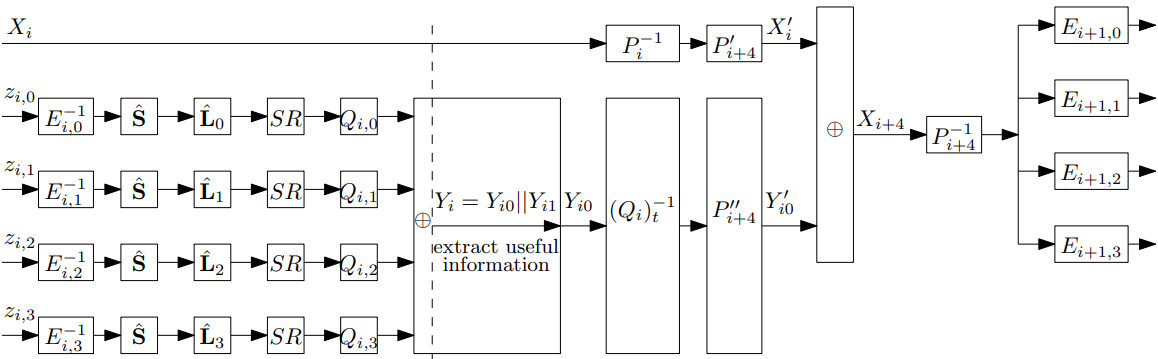 X_i P_i^{-1} P'_{i+4} X'_i E_{i+1,0}
z_{i,0} E_{i,0}^{-1} Ŝ L̂_0 SR Q_{i,0} E_{i+1,1}
⊕ X_{i+4} P_{i+4}^{-1}
z_{i,1} E_{i,1}^{-1} Ŝ L̂_1 SR Q_{i,1} E_{i+1,2}
⊕ Y_i = Y_{i0}||Y_{i1} Y_{i0} (Q_i)_t^{-1} P''_{i+4} Y'_{i0}
extract useful
information
z_{i,2} E_{i,2}^{-1} Ŝ L̂_2 SR Q_{i,2} E_{i+1,3}
z_{i,3} E_{i,3}^{-1} Ŝ L̂_3 SR Q_{i,3}